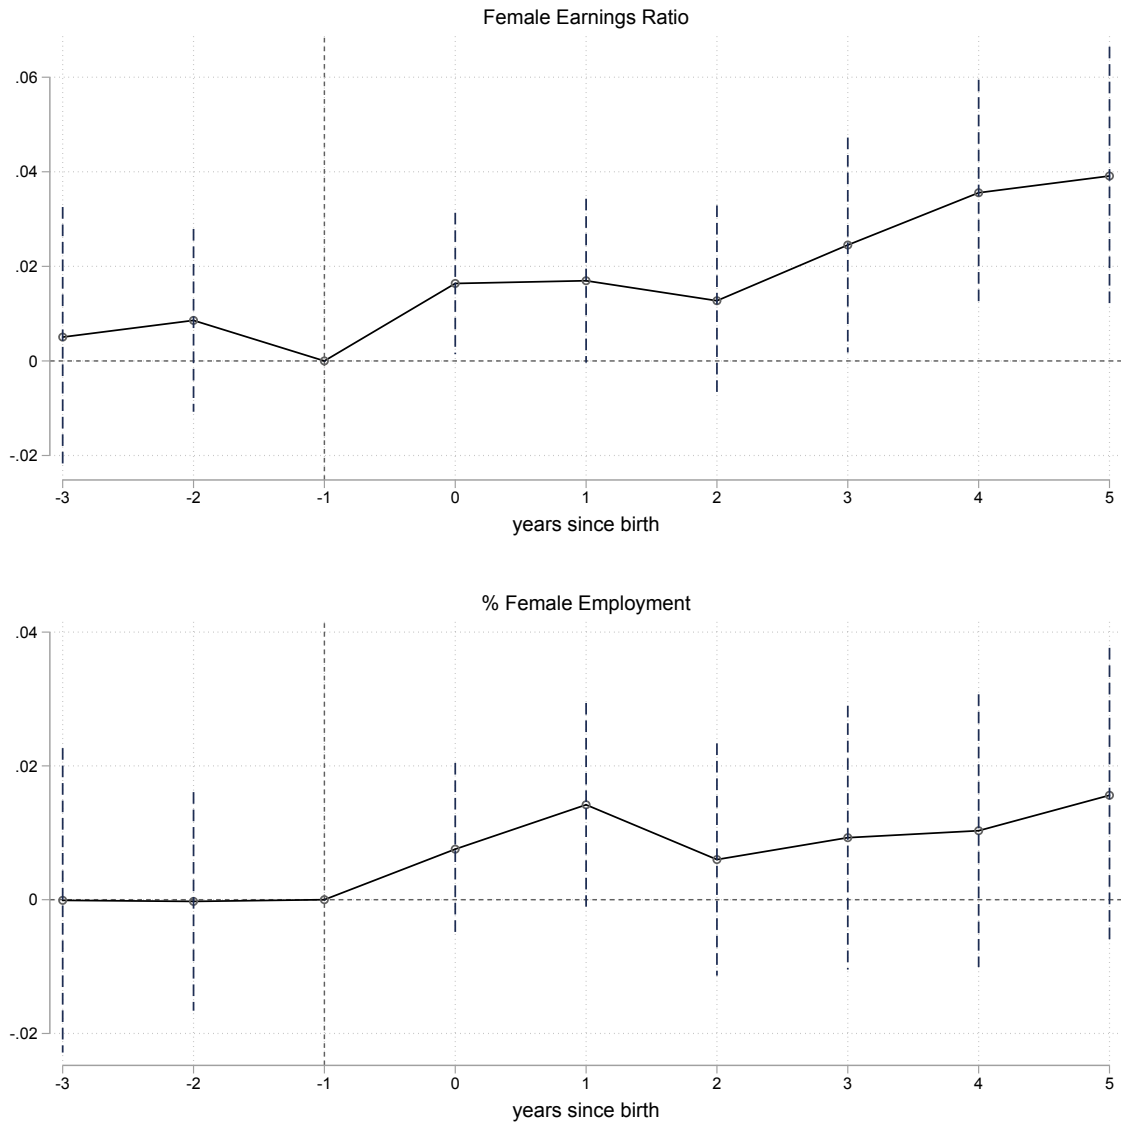 Female Earnings Ratio
.06
.04
.02
0
-.02
-3 -2 -1 0 1 2 3 4 5
years since birth
% Female Employment
.04
.02
0
-.02
-3 -2 -1 0 1 2 3 4 5
years since birth